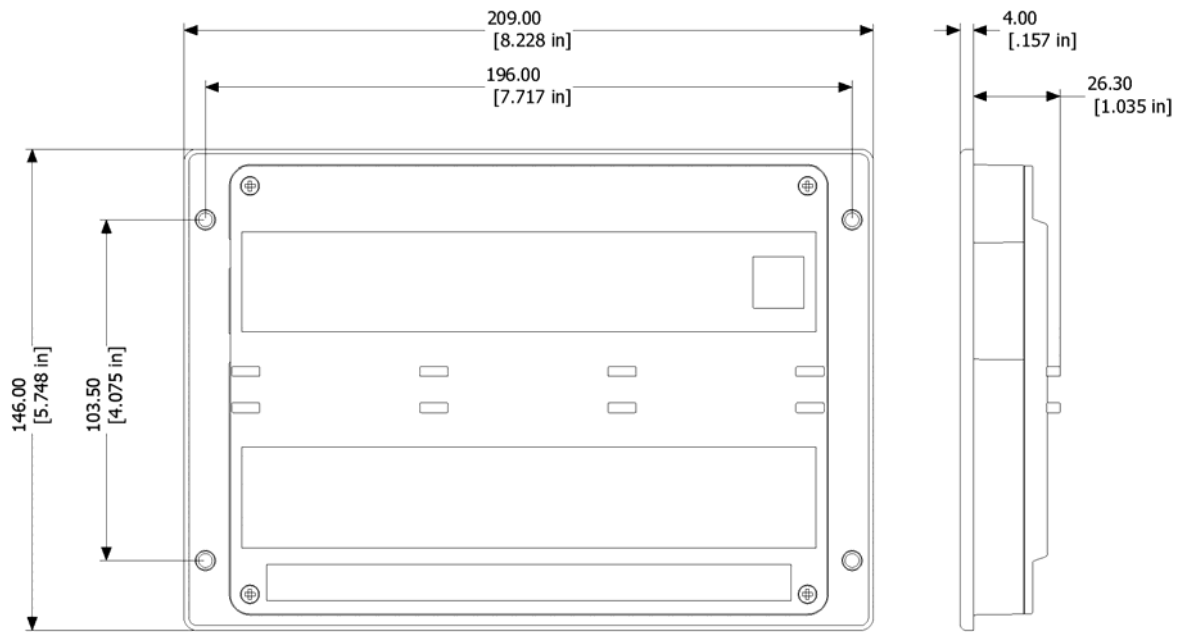 209.00
[8.228 in]
4.00
[.157 in]
196.00
[7.717 in]
26.30
[1.035 in]
146.00
[5.748 in]
103.50
[4.075 in]